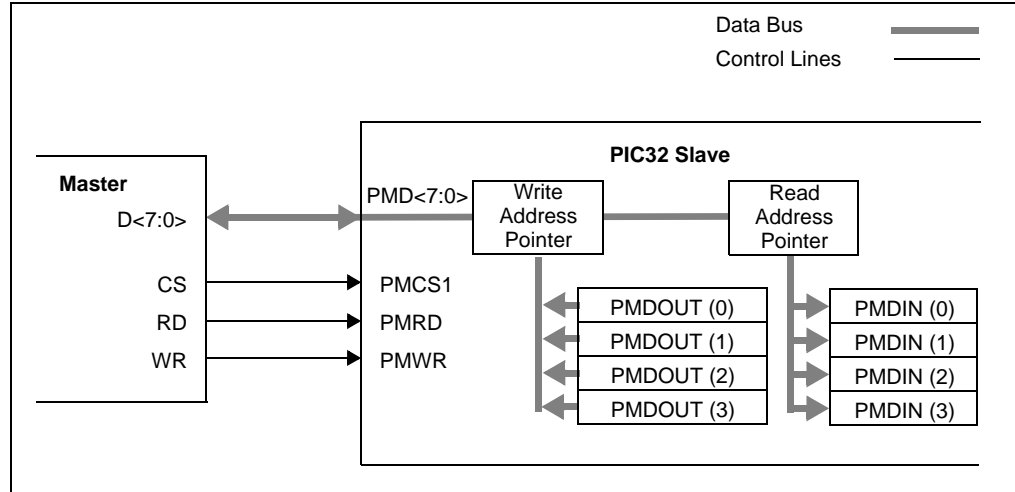 Data Bus
Control Lines
PIC32 Slave
Master
D<7:0>
PMD<7:0>
Write
Address
Pointer
Read
Address
Pointer
CS
PMCS1
RD
PMRD
WR
PMWR
PMDOUT (0)
PMDOUT (1)
PMDOUT (2)
PMDOUT (3)
PMDIN (0)
PMDIN (1)
PMDIN (2)
PMDIN (3)